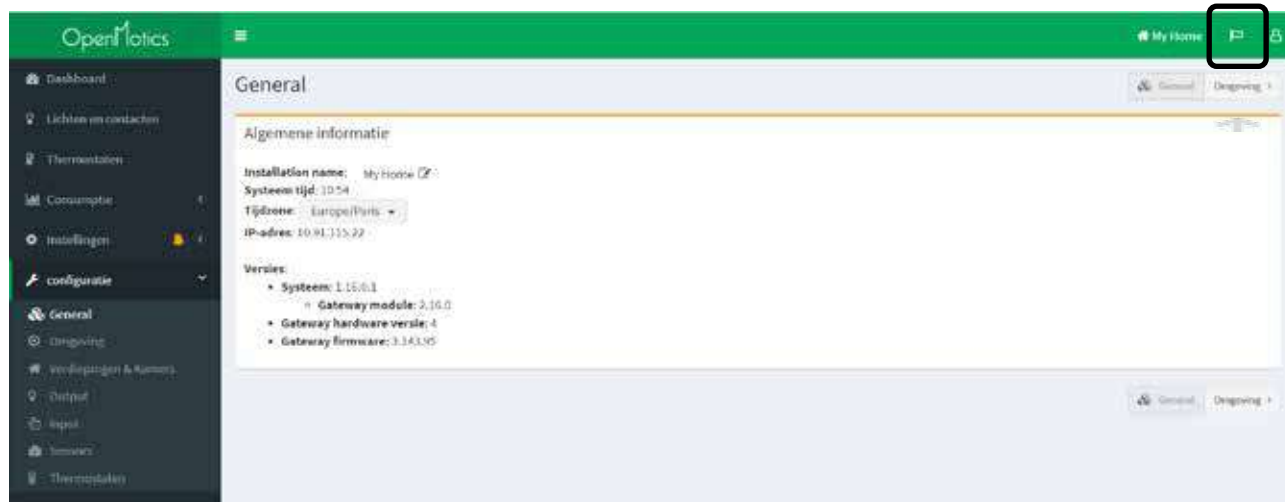 OpenMotics
My Home
Dashboard
General
General
Omgeving
Lichten en contacten
Algemene informatie
Thermostaten
Installation name: My Home
Systeem tijd: 10:54
Consumptie
Tijdzone: Europe/Paris
IP-adres: 10.91.115.22
Instellingen
Versies:
configuratie
Systeem: 1.16.0.1
Gateway module: 2.16.0
General
Gateway hardware versie: 4
Omgeving
Gateway firmware: 3.143.95
Verdiepingen & Kamers
Output
General
Omgeving
Input
Sensors
Thermostaten